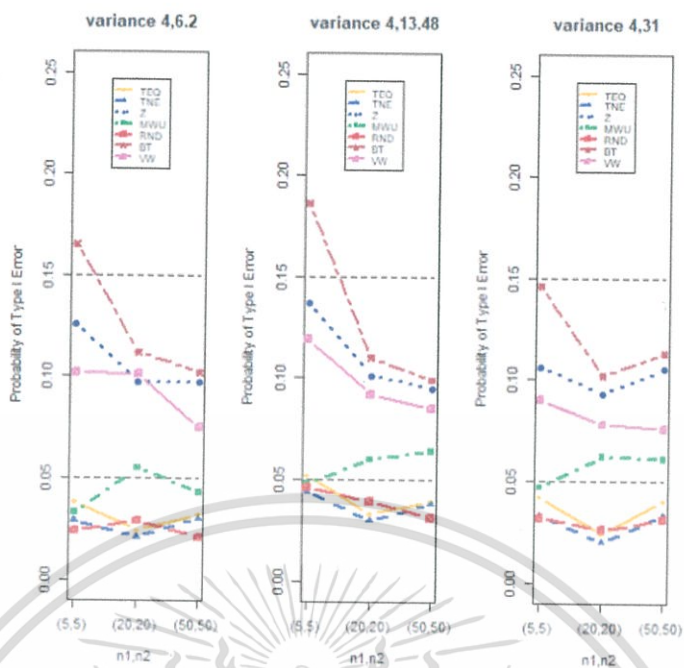 variance 4,6.2
Probability of Type I Error
0.25
0.20
0.15
0.10
0.05
0.00
TEQ
TNE
Z
MWU
RND
BT
VW
(5,5) (20,20) (50,50)
n1,n2
variance 4,13.48
Probability of Type I Error
0.25
0.20
0.15
0.10
0.05
0.00
TEQ
TNE
Z
MWU
RND
BT
VW
(5,5) (20,20) (50,50)
n1,n2
variance 4,31
Probability of Type I Error
0.25
0.20
0.15
0.10
0.05
0.00
TEQ
TNE
Z
MWU
RND
BT
VW
(5,5) (20,20) (50,50)
n1,n2